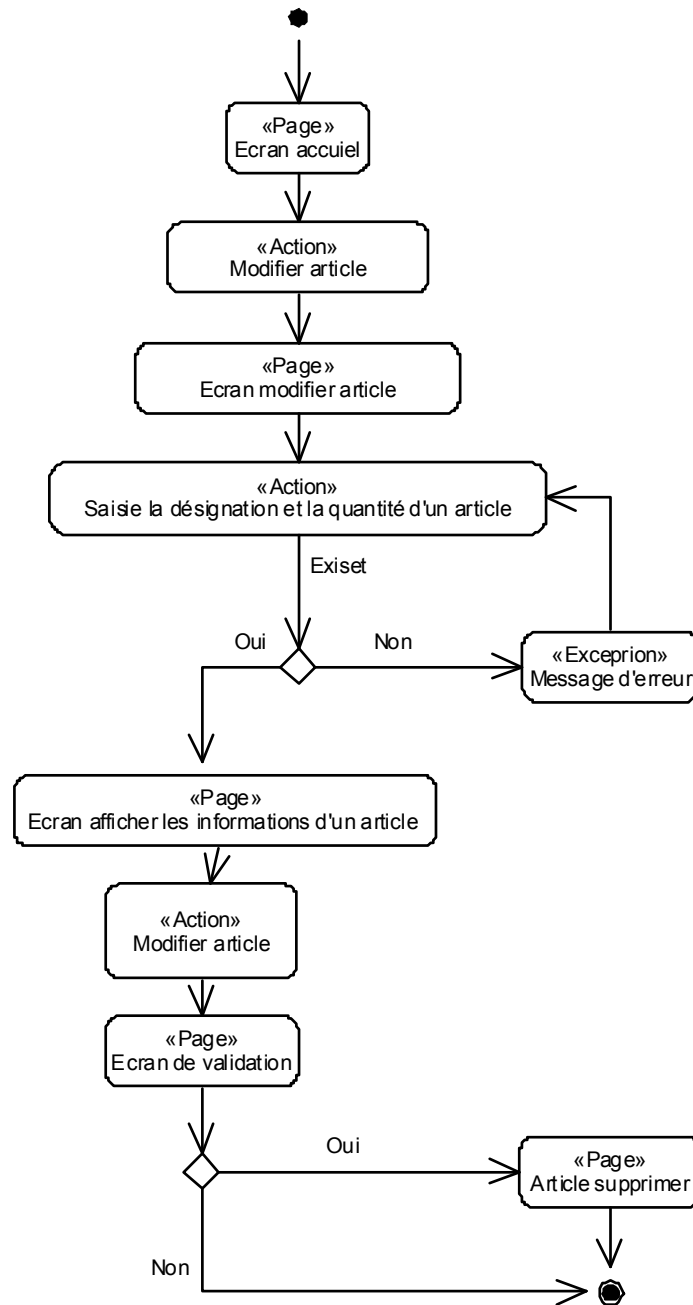 «Page»
Ecran accuiel
«Action»
Modifier article
«Page»
Ecran modifier article
«Action»
Saisie la désignation et la quantité d'un article
Exiset
Oui
Non
«Exceprion»
Message d'erreur
«Page»
Ecran afficher les informations d'un article
«Action»
Modifier article
«Page»
Ecran de validation
Oui
«Page»
Article supprimer
Non